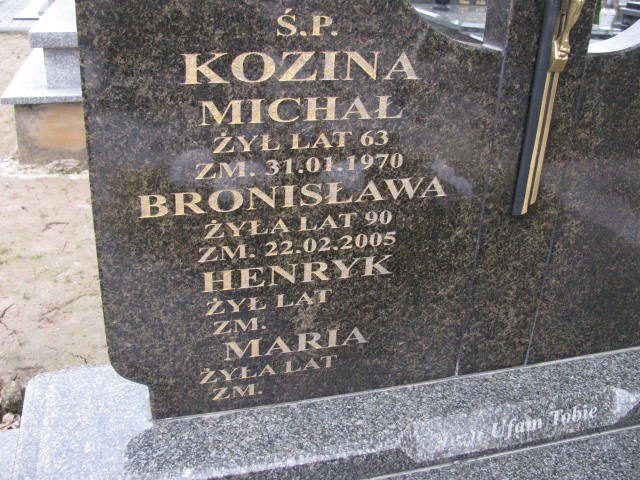 Ś.P.
KOZINA
MICHAŁ
ŻYŁ LAT 63
ZM. 31.01.1970
BRONISŁAWA
ŻYŁA LAT 90
ZM. 22.02.2005
HENRYK
ŻYŁ LAT
ZM.
MARIA
ŻYŁA LAT
ZM.
Ufam Tobie